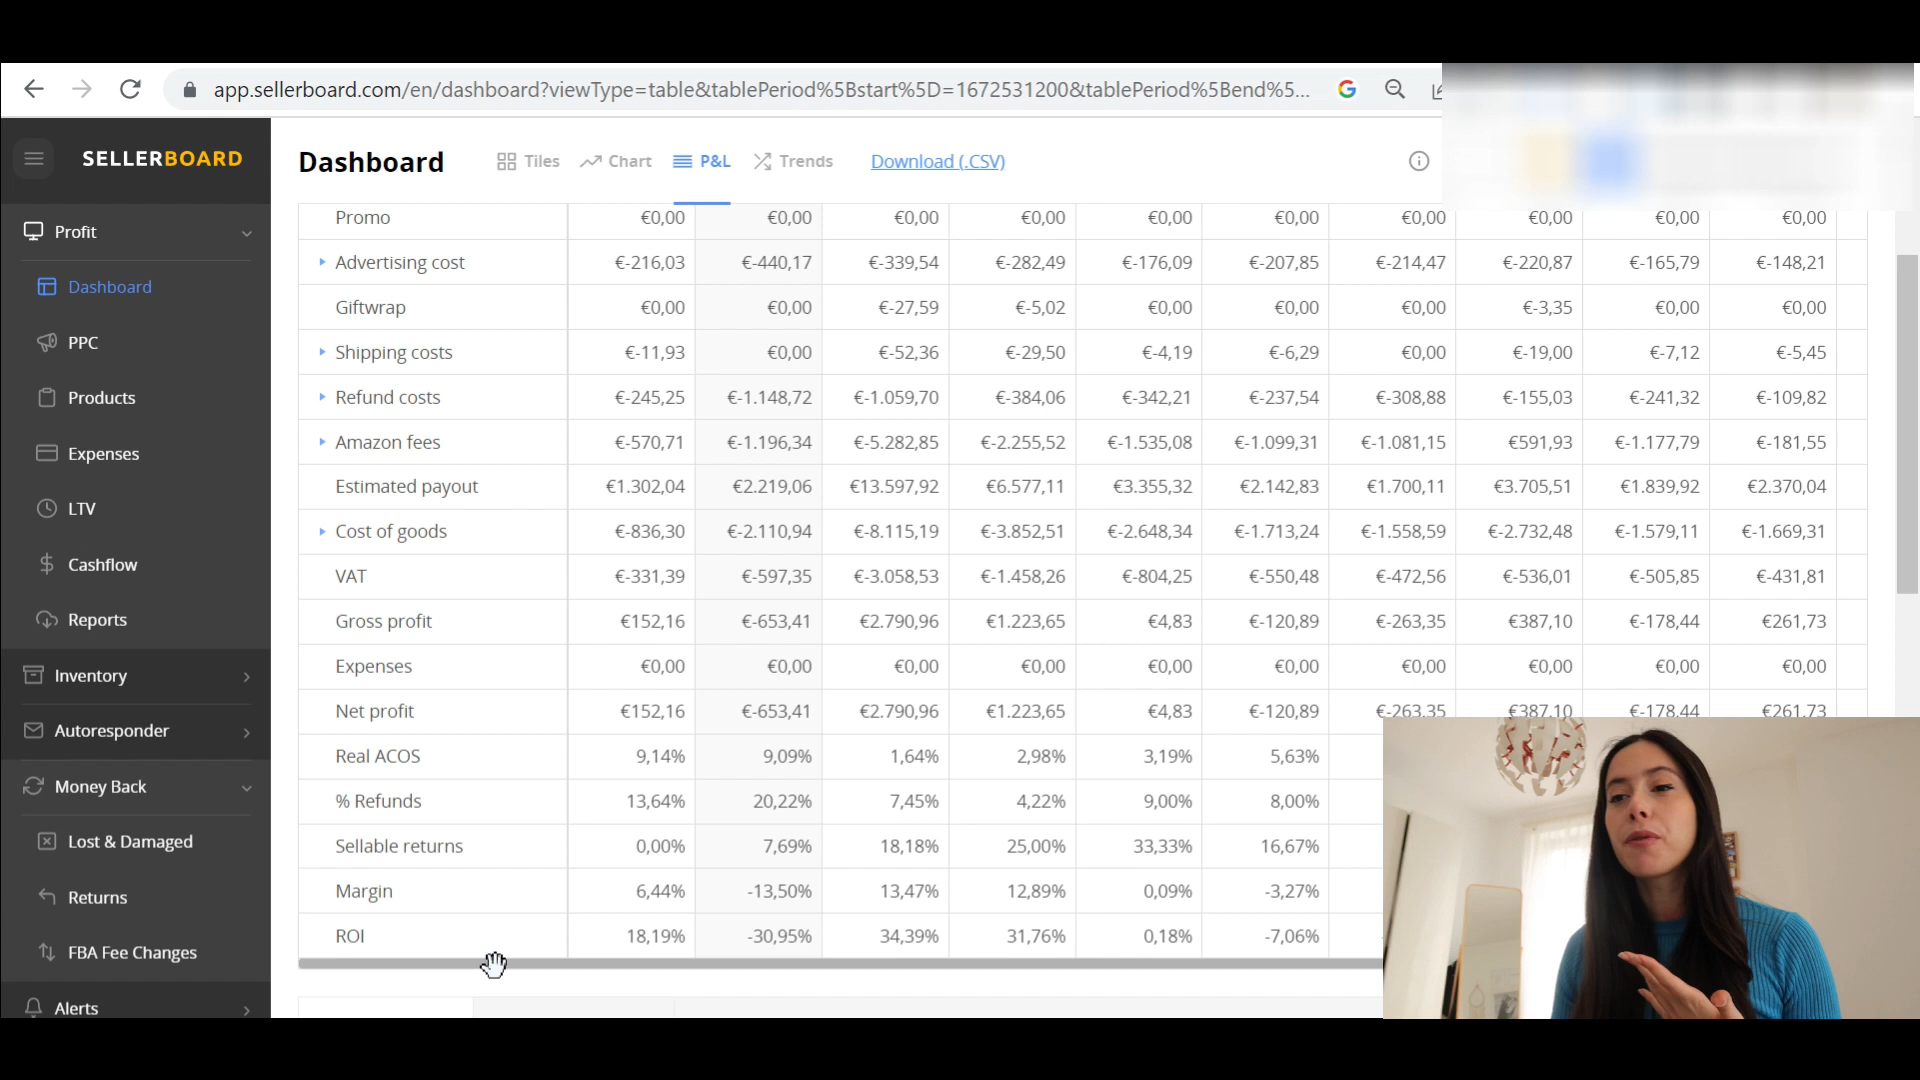 app.sellerboard.com/en/dashboard?viewType=table&tablePeriod%5Bstart%5D=1672531200&tablePeriod%5Bend%5...
SELLERBOARD
Dashboard Tiles Chart P&L Trends Download (.CSV)
Profit
Dashboard
PPC
Products
Expenses
LTV
Cashflow
Reports
Inventory
Autoresponder
Money Back
Lost & Damaged
Returns
FBA Fee Changes
Alerts
Promo €0,00 €0,00 €0,00 €0,00 €0,00 €0,00 €0,00 €0,00 €0,00 €0,00
Advertising cost €-216,03 €-440,17 €-339,54 €-282,49 €-176,09 €-207,85 €-214,47 €-220,87 €-165,79 €-148,21
Giftwrap €0,00 €0,00 €-27,59 €-5,02 €0,00 €0,00 €0,00 €-3,35 €0,00 €0,00
Shipping costs €-11,93 €0,00 €-52,36 €-29,50 €-4,19 €-6,29 €0,00 €-19,00 €-7,12 €-5,45
Refund costs €-245,25 €-1.148,72 €-1.059,70 €-384,06 €-342,21 €-237,54 €-308,88 €-155,03 €-241,32 €-109,82
Amazon fees €-570,71 €-1.196,34 €-5.282,85 €-2.255,52 €-1.535,08 €-1.099,31 €-1.081,15 €591,93 €-1.177,79 €-181,55
Estimated payout €1.302,04 €2.219,06 €13.597,92 €6.577,11 €3.355,32 €2.142,83 €1.700,11 €3.705,51 €1.839,92 €2.370,04
Cost of goods €-836,30 €-2.110,94 €-8.115,19 €-3.852,51 €-2.648,34 €-1.713,24 €-1.558,59 €-2.732,48 €-1.579,11 €-1.669,31
VAT €-331,39 €-597,35 €-3.058,53 €-1.458,26 €-804,25 €-550,48 €-472,56 €-536,01 €-505,85 €-431,81
Gross profit €152,16 €-653,41 €2.790,96 €1.223,65 €4,83 €-120,89 €-263,35 €387,10 €-178,44 €261,73
Expenses €0,00 €0,00 €0,00 €0,00 €0,00 €0,00 €0,00 €0,00 €0,00 €0,00
Net profit €152,16 €-653,41 €2.790,96 €1.223,65 €4,83 €-120,89 €-263,35 €387,10 €-178,44 €261,73
Real ACOS 9,14% 9,09% 1,64% 2,98% 3,19% 5,63%
% Refunds 13,64% 20,22% 7,45% 4,22% 9,00% 8,00%
Sellable returns 0,00% 7,69% 18,18% 25,00% 33,33% 16,67%
Margin 6,44% -13,50% 13,47% 12,89% 0,09% -3,27%
ROI 18,19% -30,95% 34,39% 31,76% 0,18% -7,06%